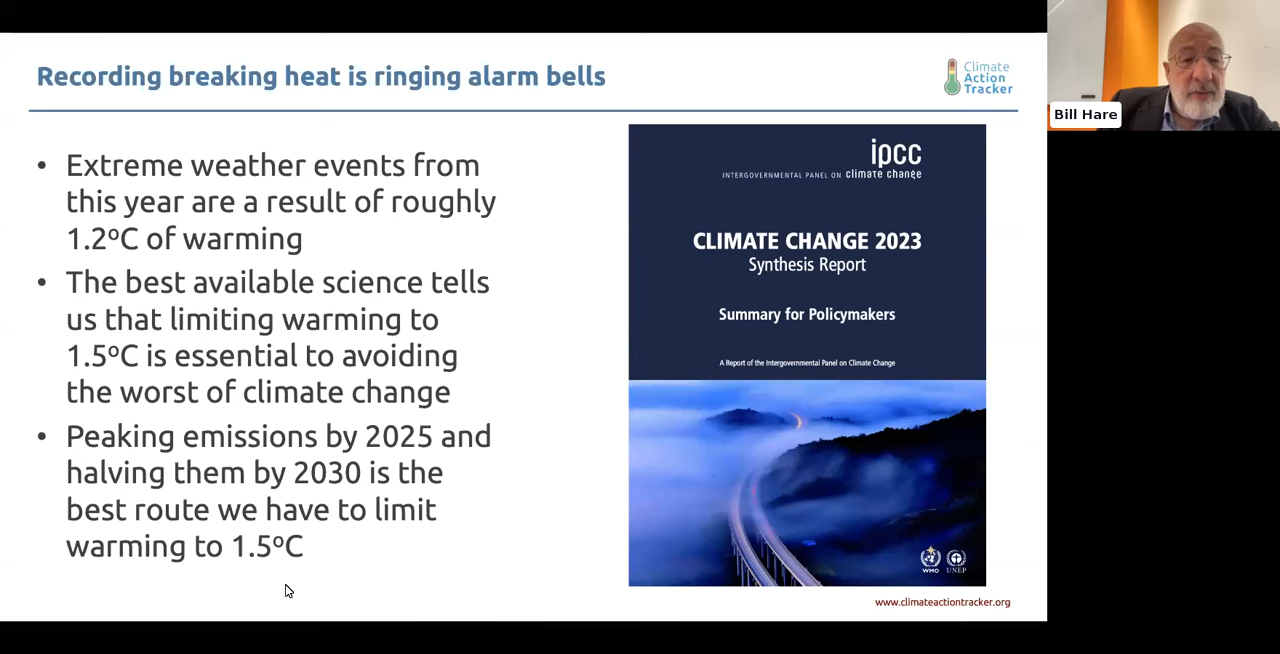 Recording breaking heat is ringing alarm bells
Climate
Action
Tracker
Bill Hare
• Extreme weather events from
this year are a result of roughly
1.2ºC of warming
• The best available science tells
us that limiting warming to
1.5ºC is essential to avoiding
the worst of climate change
• Peaking emissions by 2025 and
halving them by 2030 is the
best route we have to limit
warming to 1.5ºC
ipcc
INTERGOVERNMENTAL PANEL ON climate change
CLIMATE CHANGE 2023
Synthesis Report
Summary for Policymakers
A Report of the Intergovernmental Panel on Climate Change
WMO UNEP
www.climateactiontracker.org